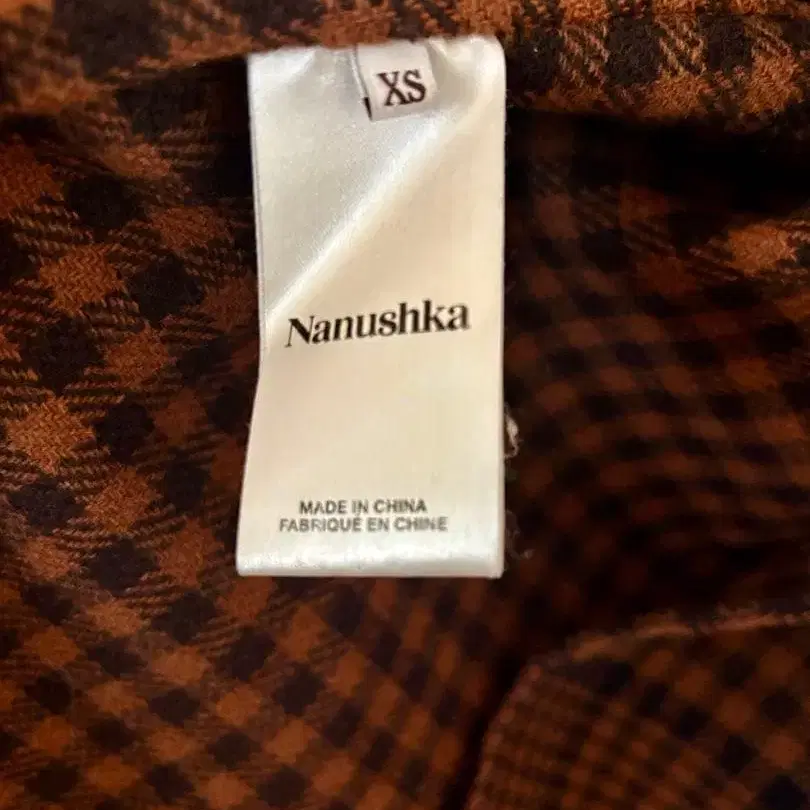 XS
Nanushka
MADE IN CHINA
FABRIQUÉ EN CHINE